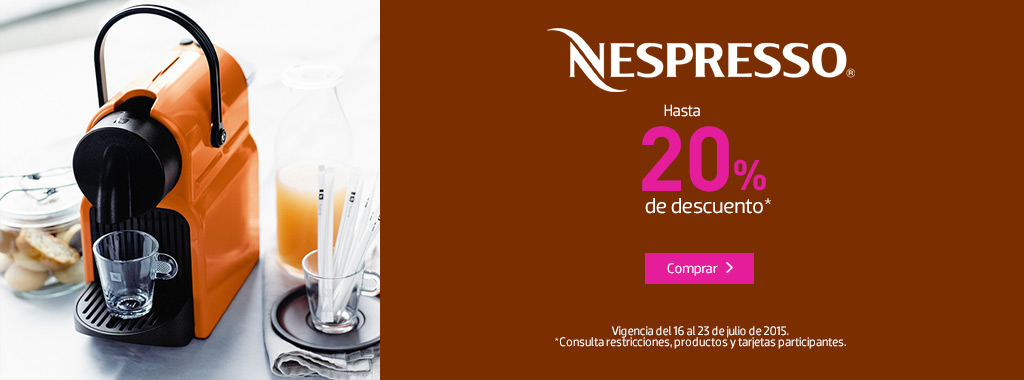 NESPRESSO®
Hasta
20%
de descuento*
Comprar >
Vigencia del 16 al 23 de julio de 2015.
*Consulta restricciones, productos y tarjetas participantes.